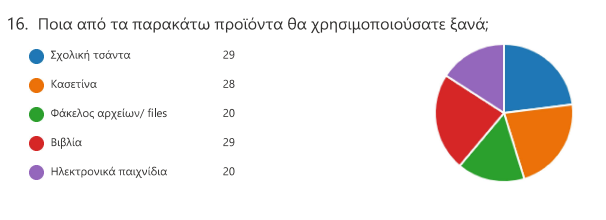 16. Ποια από τα παρακάτω προϊόντα θα χρησιμοποιούσατε ξανά;
Σχολική τσάντα 29
Κασετίνα 28
Φάκελος αρχείων/ files 20
Βιβλία 29
Ηλεκτρονικά παιχνίδια 20